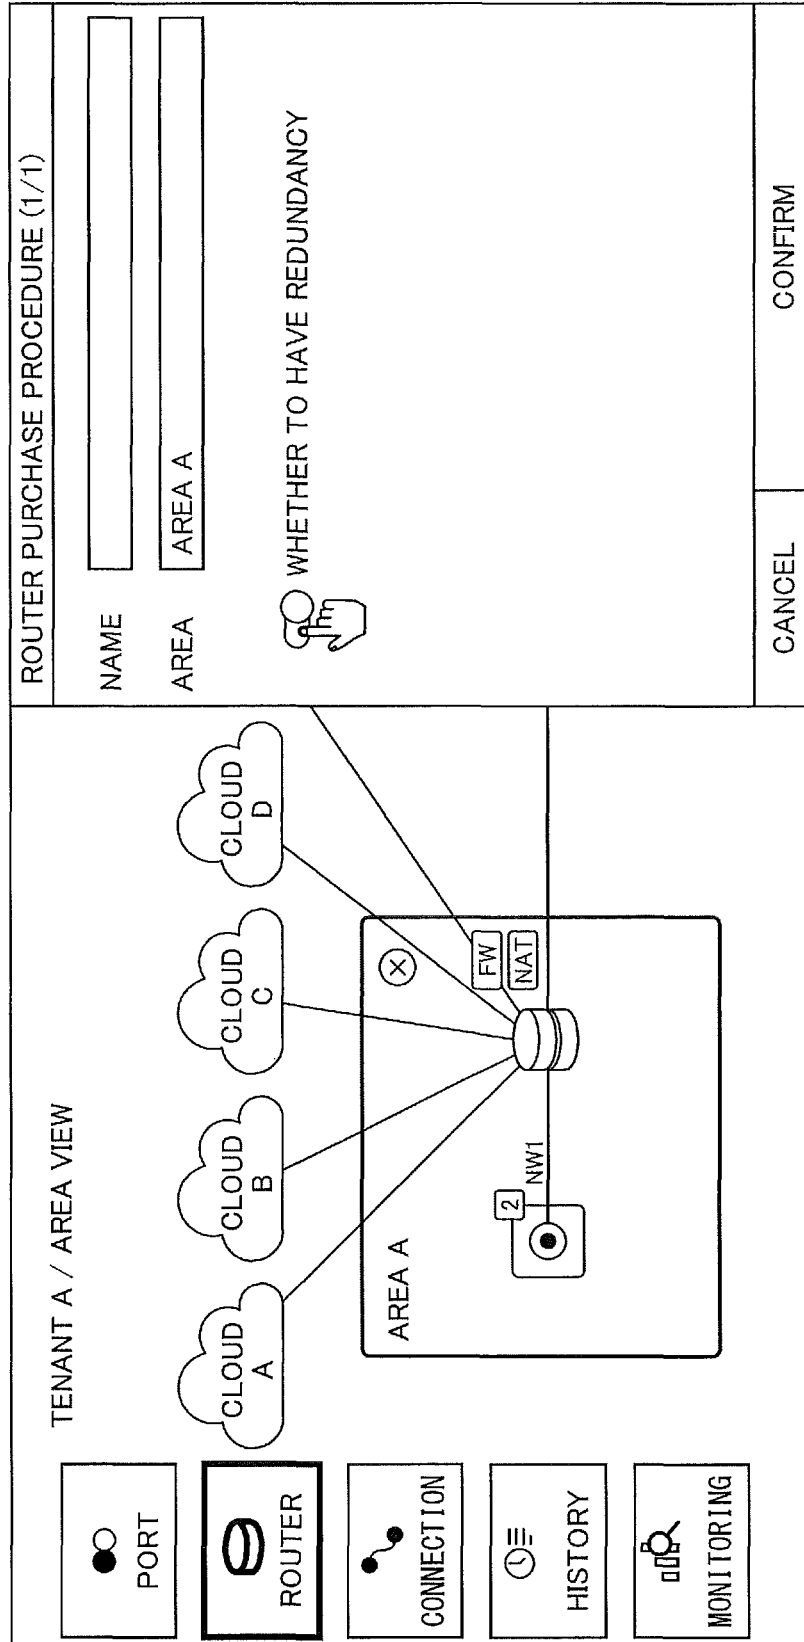 PORT
ROUTER
CONNECTION
HISTORY
MONITORING
TENANT A / AREA VIEW
CLOUD
A
CLOUD
B
CLOUD
C
CLOUD
D
AREA A
2
NW1
FW
NAT
ROUTER PURCHASE PROCEDURE (1/1)
NAME
AREA AREA A
WHETHER TO HAVE REDUNDANCY
CANCEL CONFIRM